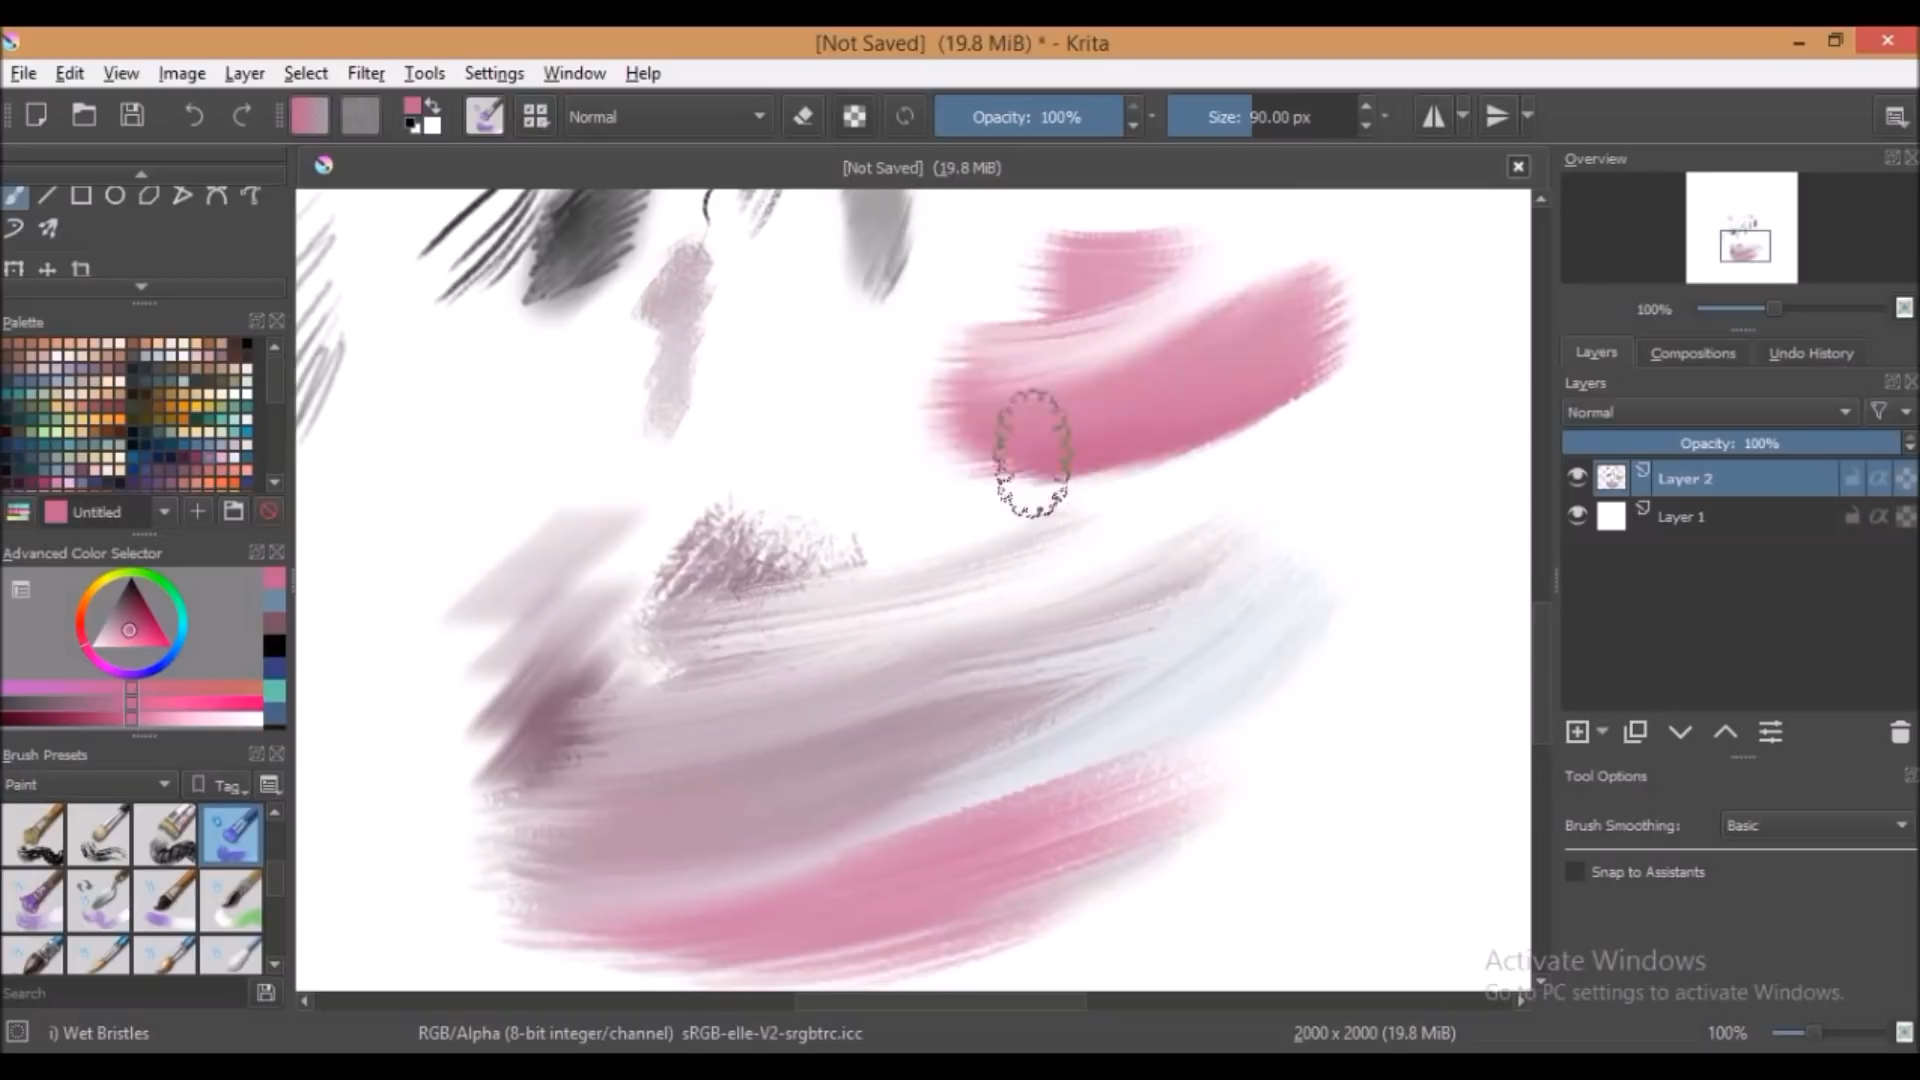 [Not Saved] (19.8 MiB) * - Krita
File Edit View Image Layer Select Filter Tools Settings Window Help
Normal Opacity: 100% Size: 90.00 px
[Not Saved] (19.8 MiB)
Overview
100%
Layers Compositions Undo History
Layers
Normal
Opacity: 100%
Layer 2
Layer 1
Tool Options
Brush Smoothing: Basic
Snap to Assistants
Palette
Untitled
Advanced Color Selector
Brush Presets
Paint Tag
Search
Activate Windows
Go to PC settings to activate Windows.
i) Wet Bristles RGB/Alpha (8-bit integer/channel) sRGB-elle-V2-srgbtrc.icc 2000 x 2000 (19.8 MiB) 100%